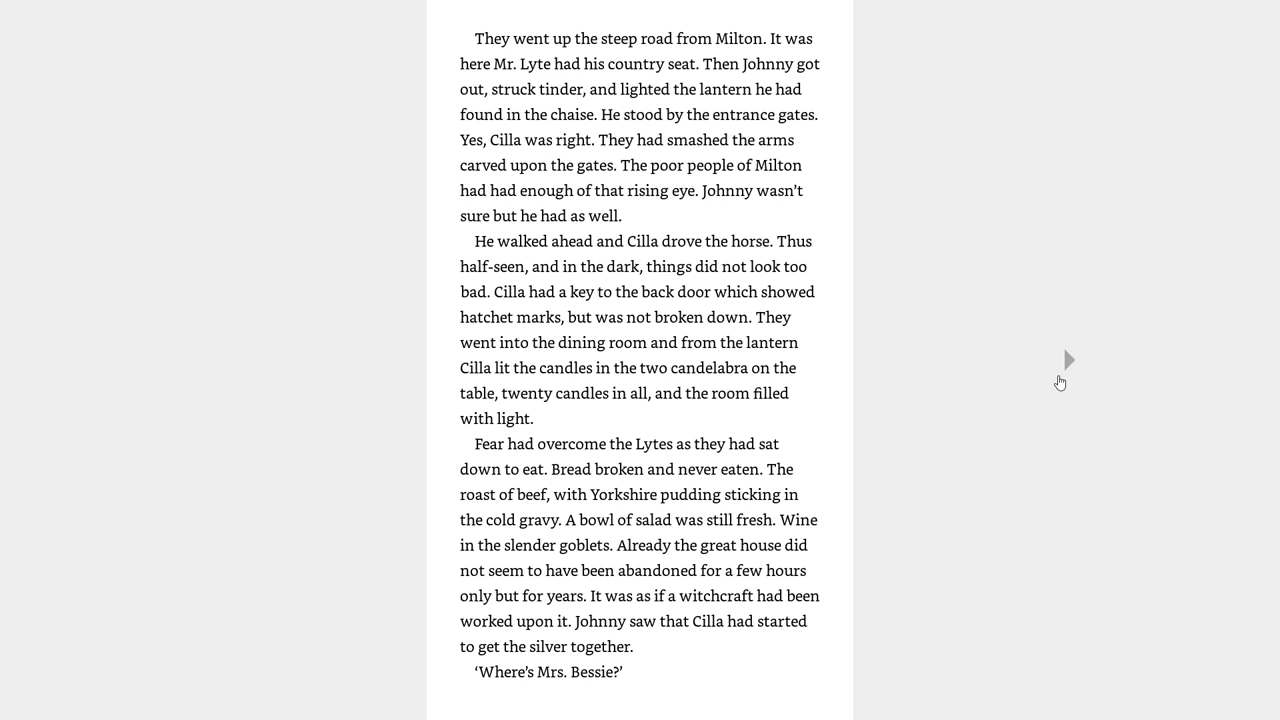 They went up the steep road from Milton. It was
here Mr. Lyte had his country seat. Then Johnny got
out, struck tinder, and lighted the lantern he had
found in the chaise. He stood by the entrance gates.
Yes, Cilla was right. They had smashed the arms
carved upon the gates. The poor people of Milton
had had enough of that rising eye. Johnny wasn’t
sure but he had as well.
He walked ahead and Cilla drove the horse. Thus
half-seen, and in the dark, things did not look too
bad. Cilla had a key to the back door which showed
hatchet marks, but was not broken down. They
went into the dining room and from the lantern
Cilla lit the candles in the two candelabra on the
table, twenty candles in all, and the room filled
with light.
Fear had overcome the Lytes as they had sat
down to eat. Bread broken and never eaten. The
roast of beef, with Yorkshire pudding sticking in
the cold gravy. A bowl of salad was still fresh. Wine
in the slender goblets. Already the great house did
not seem to have been abandoned for a few hours
only but for years. It was as if a witchcraft had been
worked upon it. Johnny saw that Cilla had started
to get the silver together.
‘Where’s Mrs. Bessie?’